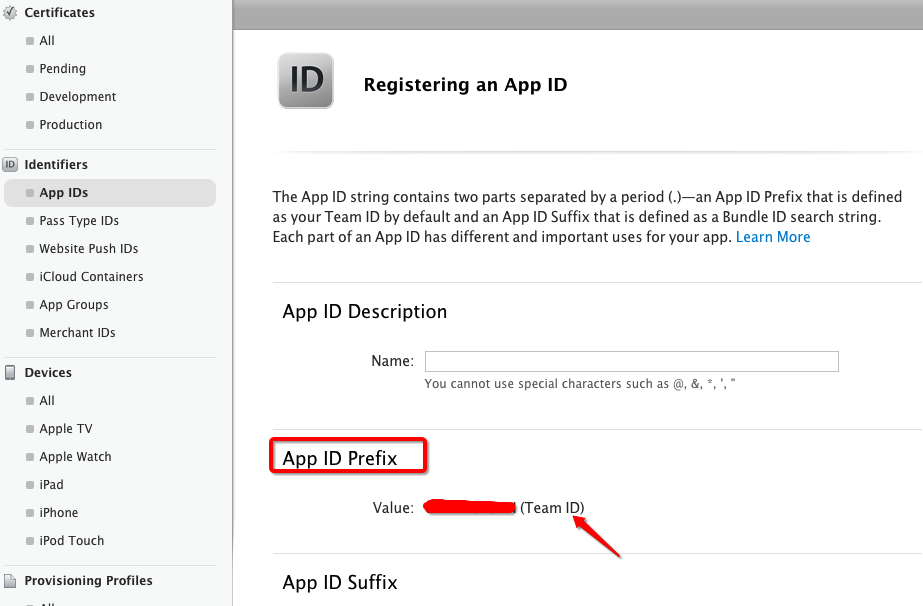 Certificates
All
Pending
Development
Production
ID Identifiers
App IDs
Pass Type IDs
Website Push IDs
iCloud Containers
App Groups
Merchant IDs
Devices
All
Apple TV
Apple Watch
iPad
iPhone
iPod Touch
Provisioning Profiles
All
ID Registering an App ID
The App ID string contains two parts separated by a period (.)—an App ID Prefix that is defined
as your Team ID by default and an App ID Suffix that is defined as a Bundle ID search string.
Each part of an App ID has different and important uses for your app. Learn More
App ID Description
Name:
You cannot use special characters such as @, &, *, ', "
App ID Prefix
Value: (Team ID)
App ID Suffix